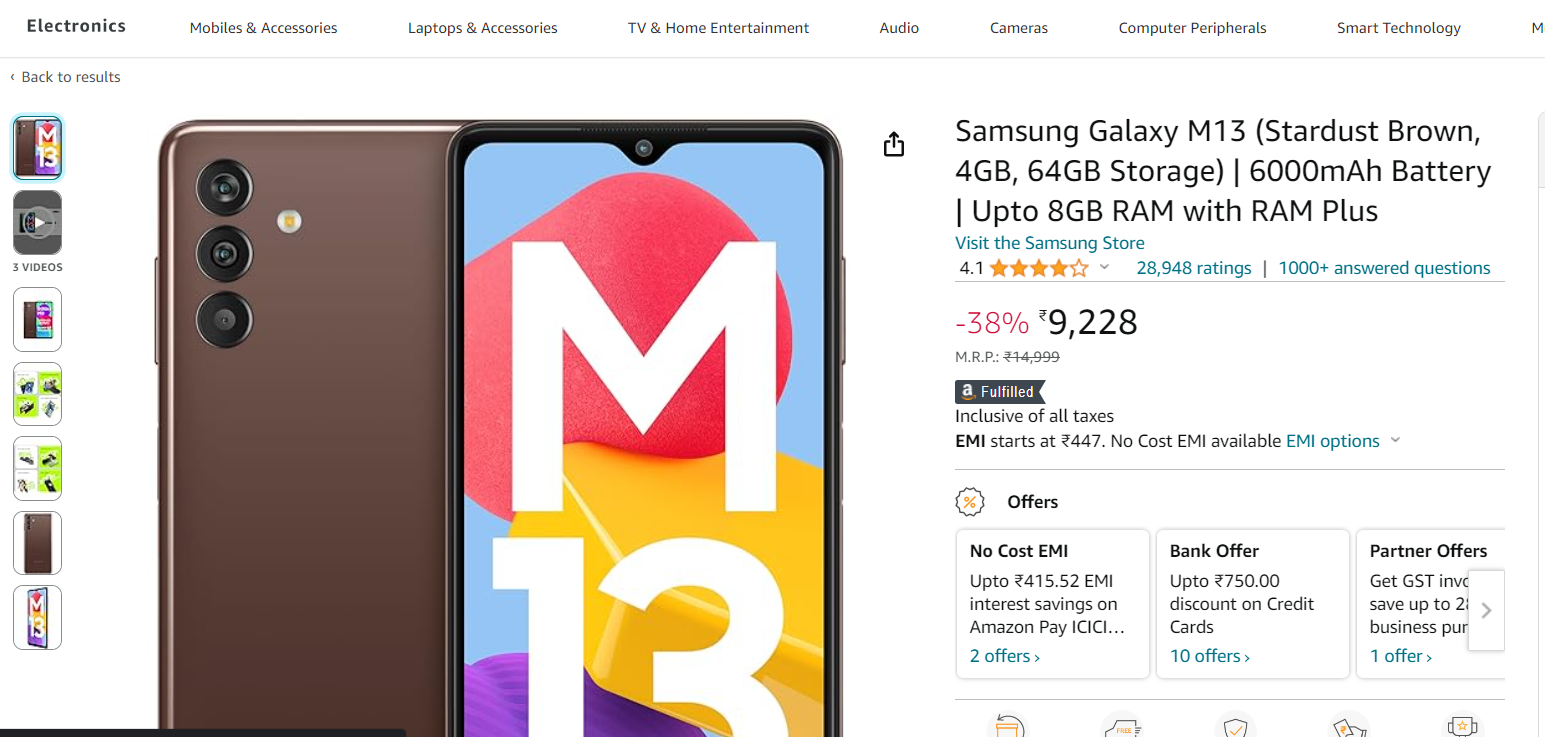 Electronics
Mobiles & Accessories
Laptops & Accessories
TV & Home Entertainment
Audio
Cameras
Computer Peripherals
Smart Technology
‹ Back to results
M
13
3 VIDEOS
M
13
M
13
Samsung Galaxy M13 (Stardust Brown,
4GB, 64GB Storage) | 6000mAh Battery
| Upto 8GB RAM with RAM Plus
Visit the Samsung Store
4.1
28,948 ratings | 1000+ answered questions
-38% ₹9,228
M.R.P.: ₹14,999
a Fulfilled
Inclusive of all taxes
EMI starts at ₹447. No Cost EMI available EMI options
% Offers
No Cost EMI
Upto ₹415.52 EMI
interest savings on
Amazon Pay ICICI…
2 offers ›
Bank Offer
Upto ₹750.00
discount on Credit
Cards
10 offers ›
Partner Offers
Get GST invo
save up to 28
business pur
1 offer ›
FREE